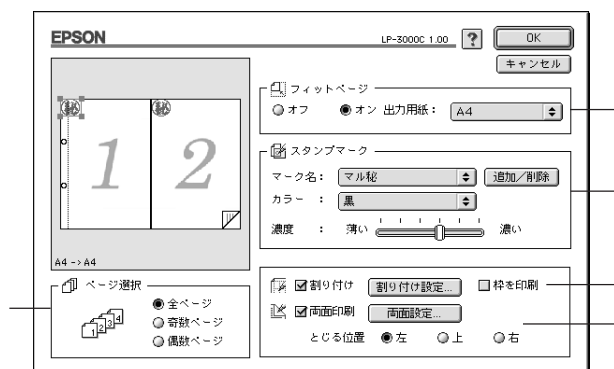 EPSON
LP-3000C 1.00
?
OK
キャンセル
㊙
㊙
1
2
A4 -> A4
フィットページ
オフ オン 出力用紙： A4
スタンプマーク
マーク名： マル秘 追加／削除
カラー ： 黒
濃度 ： 薄い 濃い
ページ選択
1 2 3 4
全ページ
奇数ページ
偶数ページ
割り付け 割り付け設定... 枠を印刷
両面印刷 両面設定...
とじる位置 左 上 右